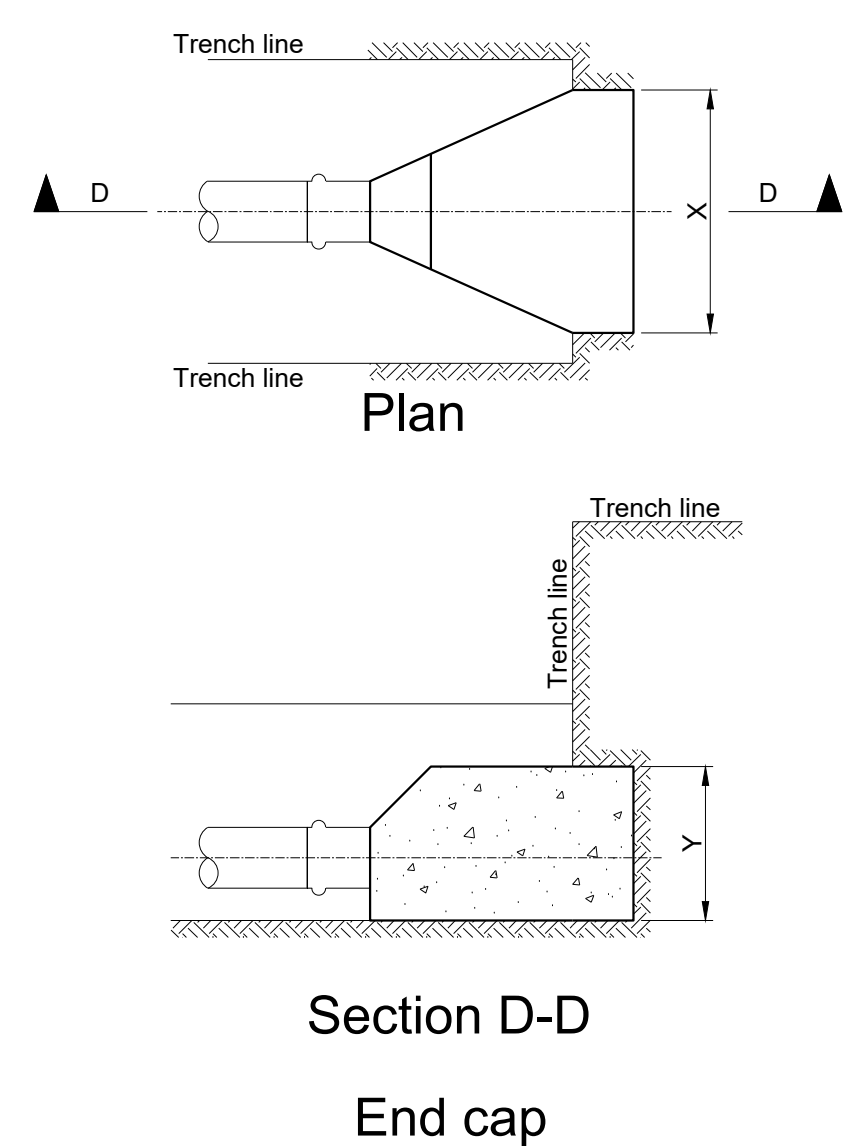 Trench line
D
D
X
Trench line
Plan
Trench line
Trench line
Y
Section D-D
End cap